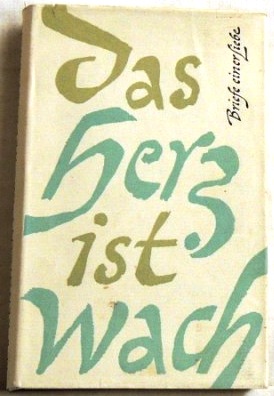 Das
Herz
ist
wach
Briefe einer Liebe